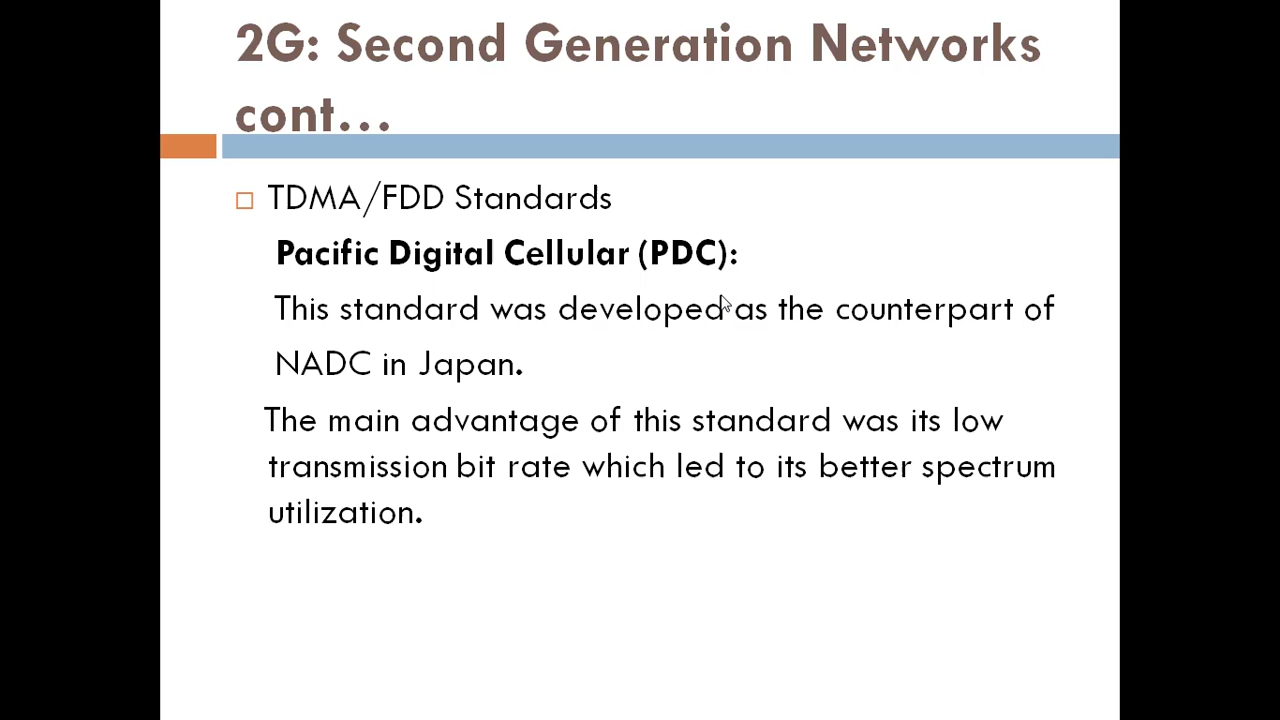 2G: Second Generation Networks
cont...
TDMA/FDD Standards
Pacific Digital Cellular (PDC):
This standard was developed as the counterpart of
NADC in Japan.
The main advantage of this standard was its low
transmission bit rate which led to its better spectrum
utilization.